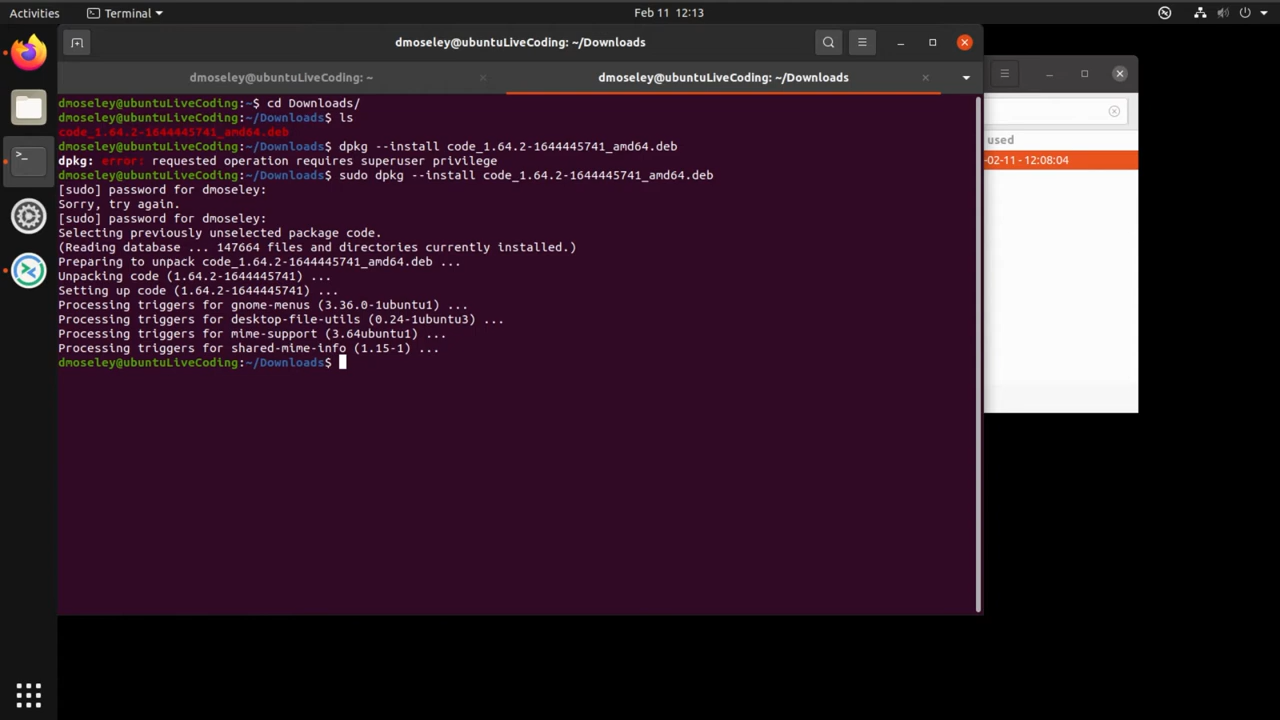 Activities
Terminal
Feb 11 12:13
dmoseley@ubuntuLiveCoding: ~/Downloads
dmoseley@ubuntuLiveCoding: ~
dmoseley@ubuntuLiveCoding: ~/Downloads
dmoseley@ubuntuLiveCoding:~$ cd Downloads/
dmoseley@ubuntuLiveCoding:~/Downloads$ ls
code_1.64.2-1644445741_amd64.deb
dmoseley@ubuntuLiveCoding:~/Downloads$ dpkg --install code_1.64.2-1644445741_amd64.deb
dpkg: error: requested operation requires superuser privilege
dmoseley@ubuntuLiveCoding:~/Downloads$ sudo dpkg --install code_1.64.2-1644445741_amd64.deb
[sudo] password for dmoseley:
Sorry, try again.
[sudo] password for dmoseley:
Selecting previously unselected package code.
(Reading database ... 147664 files and directories currently installed.)
Preparing to unpack code_1.64.2-1644445741_amd64.deb ...
Unpacking code (1.64.2-1644445741) ...
Setting up code (1.64.2-1644445741) ...
Processing triggers for gnome-menus (3.36.0-1ubuntu1) ...
Processing triggers for desktop-file-utils (0.24-1ubuntu3) ...
Processing triggers for mime-support (3.64ubuntu1) ...
Processing triggers for shared-mime-info (1.15-1) ...
dmoseley@ubuntuLiveCoding:~/Downloads$
used
-02-11 - 12:08:04